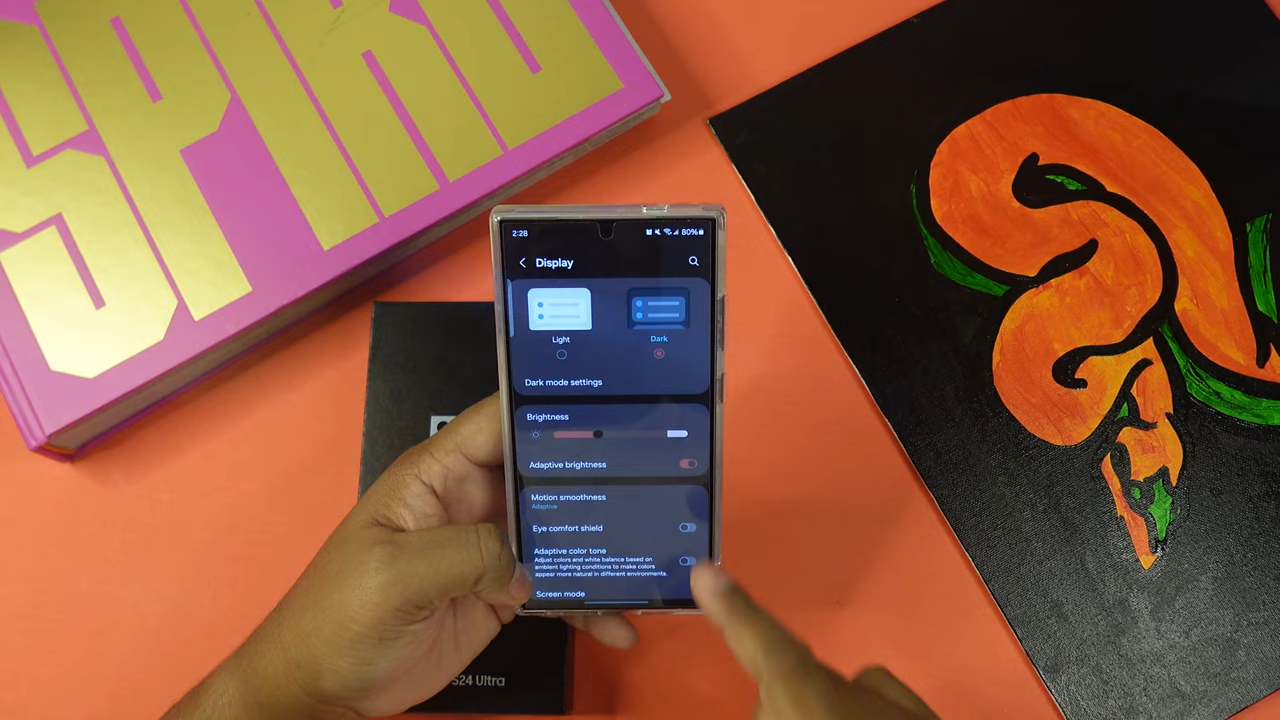 2:28
80%
Display
Light
Dark
Dark mode settings
Brightness
Adaptive brightness
Motion smoothness
Adaptive
Eye comfort shield
Adaptive color tone
Adjust colors and white balance based on
ambient lighting conditions to make colors
appear more natural in different environments.
Screen mode
S24 Ultra